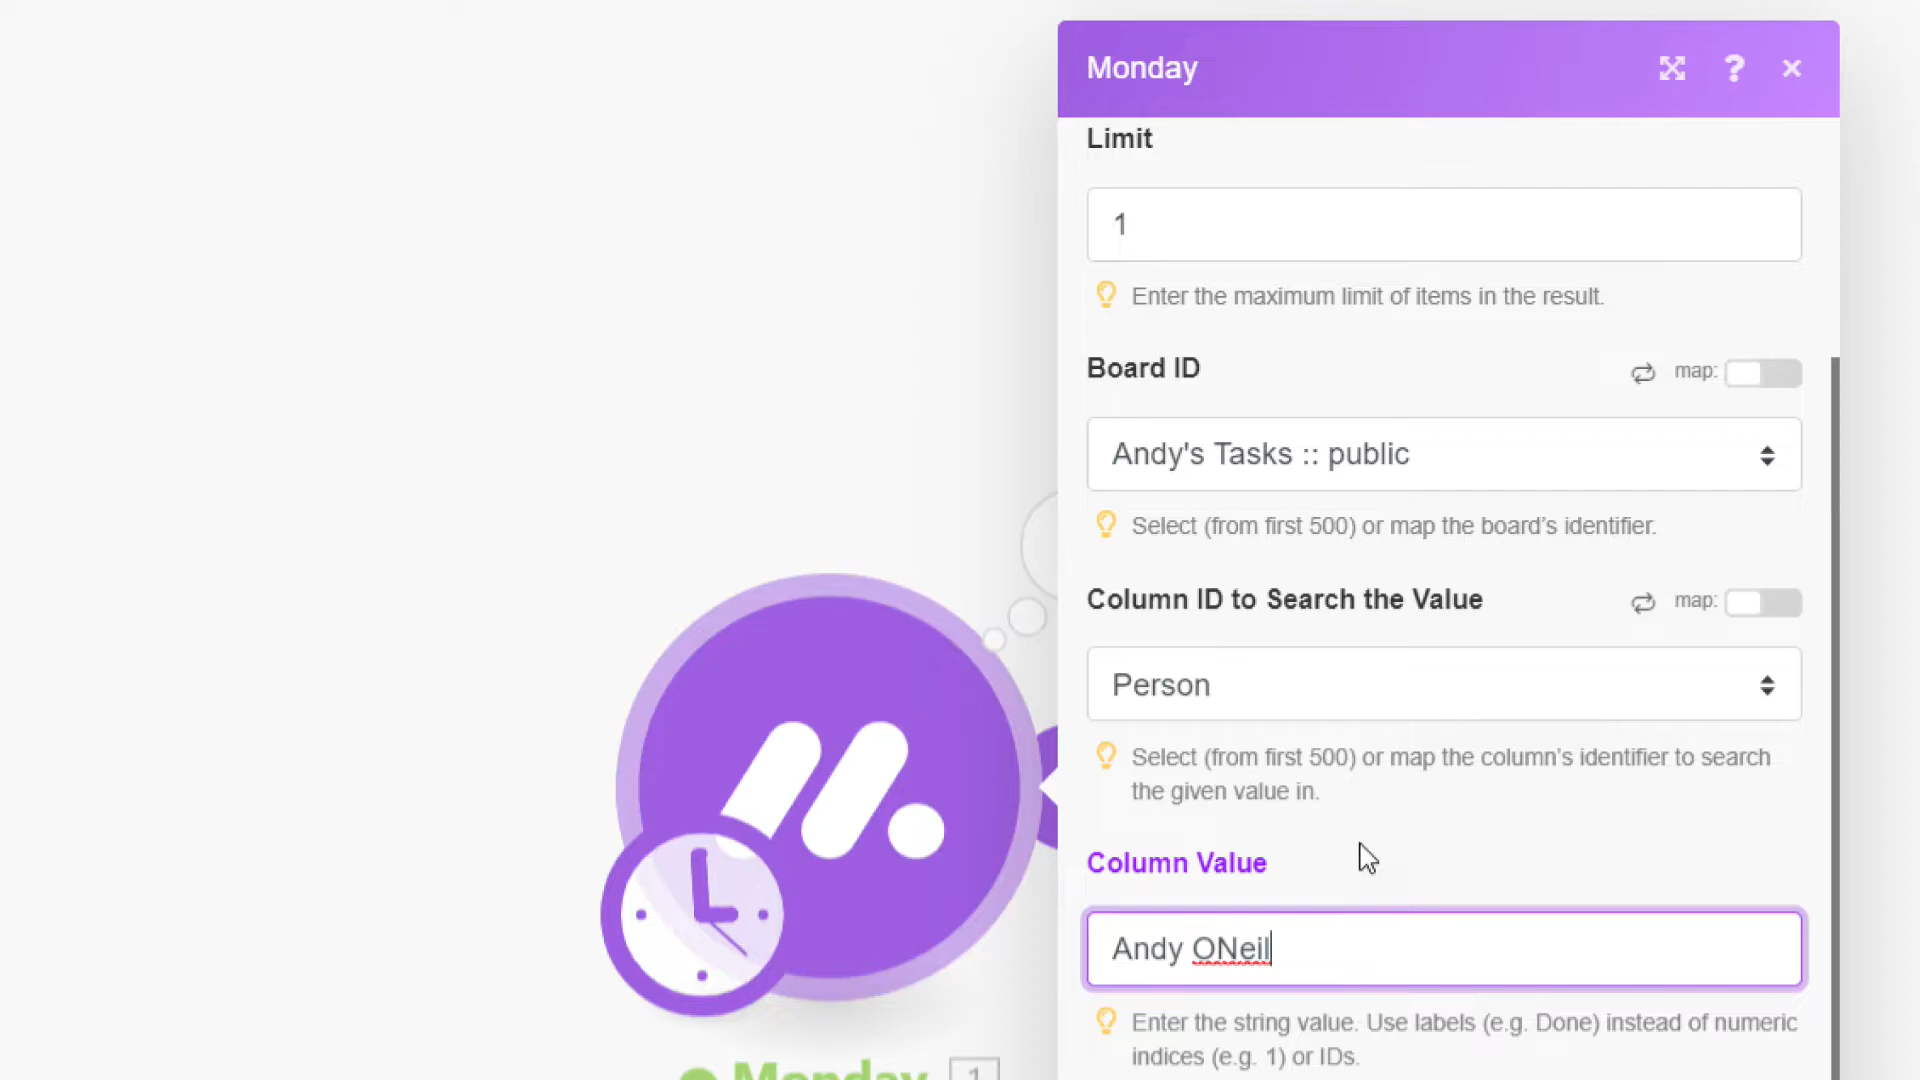 Monday
?
Limit
1
Enter the maximum limit of items in the result.
Board ID
map:
Andy's Tasks :: public
Select (from first 500) or map the board's identifier.
Column ID to Search the Value
map:
Person
Select (from first 500) or map the column's identifier to search
the given value in.
Column Value
Andy ONeil
Enter the string value. Use labels (e.g. Done) instead of numeric
indices (e.g. 1) or IDs.
Monday
1